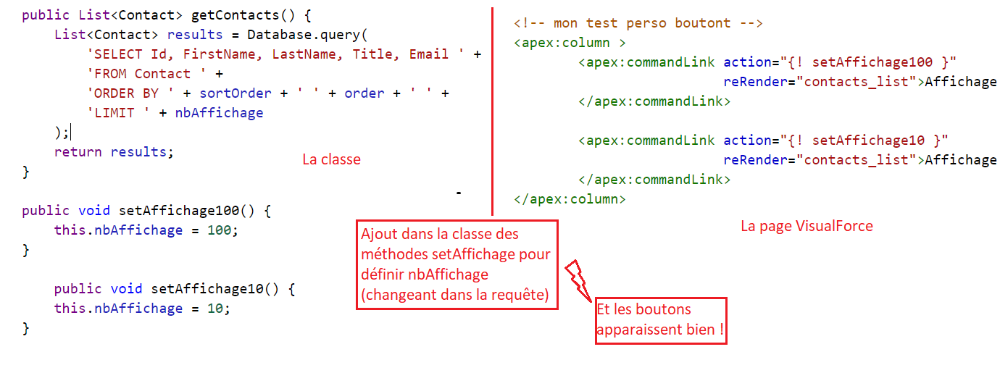 public List<Contact> getContacts() {
List<Contact> results = Database.query(
'SELECT Id, FirstName, LastName, Title, Email ' +
'FROM Contact ' +
'ORDER BY ' + sortOrder + ' ' + order + ' ' +
'LIMIT ' + nbAffichage
);
return results;
}
La classe
public void setAffichage100() {
this.nbAffichage = 100;
}
public void setAffichage10() {
this.nbAffichage = 10;
}
<!-- mon test perso boutont -->
<apex:column >
<apex:commandLink action="{! setAffichage100 }"
reRender="contacts_list">Affichage
</apex:commandLink>
<apex:commandLink action="{! setAffichage10 }"
reRender="contacts_list">Affichage
</apex:commandLink>
</apex:column>
La page VisualForce
Ajout dans la classe des
méthodes setAffichage pour
définir nbAffichage
(changeant dans la requête)
Et les boutons
apparaissent bien !